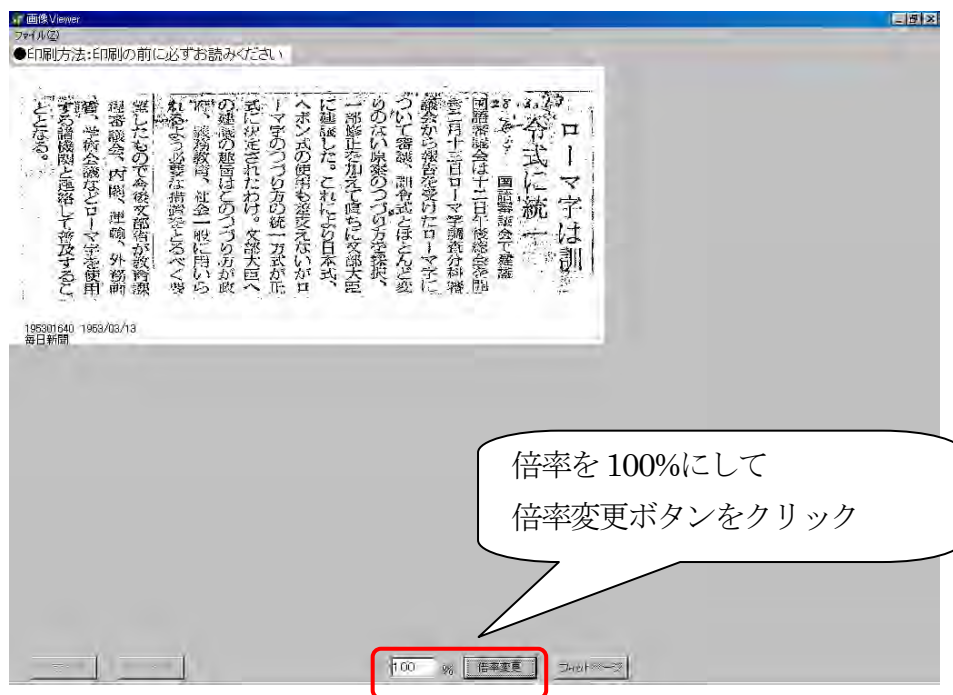 画像Viewer
ファイル(Z)
●印刷方法:印刷の前に必ずお読みください
ローマ字は訓
令式に統一
国語審議会で建議
国語審議会は十二日午後総会を開
き二月十三日ローマ字調査分科審
議会から報告を受けたローマ字に
ついて審議、訓令式とほとんど変
りのない原案のつづり方を採択、
一部修正を加えて直ちに文部大臣
に建議した。これにより日本式、
ヘボン式の使用も差支えないがロ
ーマ字のつづり方の統一方式が正
式に決定されたわけ。文部大臣へ
の建議の趣旨はこのつづり方が政
府、義務教育、社会一般に用いら
れるよう必要な措置をとるべく要
望したもので今後文部省が教育課
程審議会、内閣、運輸、外務前
省、学術会議などローマ字を使用
する諸機関と連絡して普及するこ
ととなる。
195301640 1953/03/13
毎日新聞
倍率を 100%にして
倍率変更ボタンをクリック
100 % 倍率変更 フィットページ